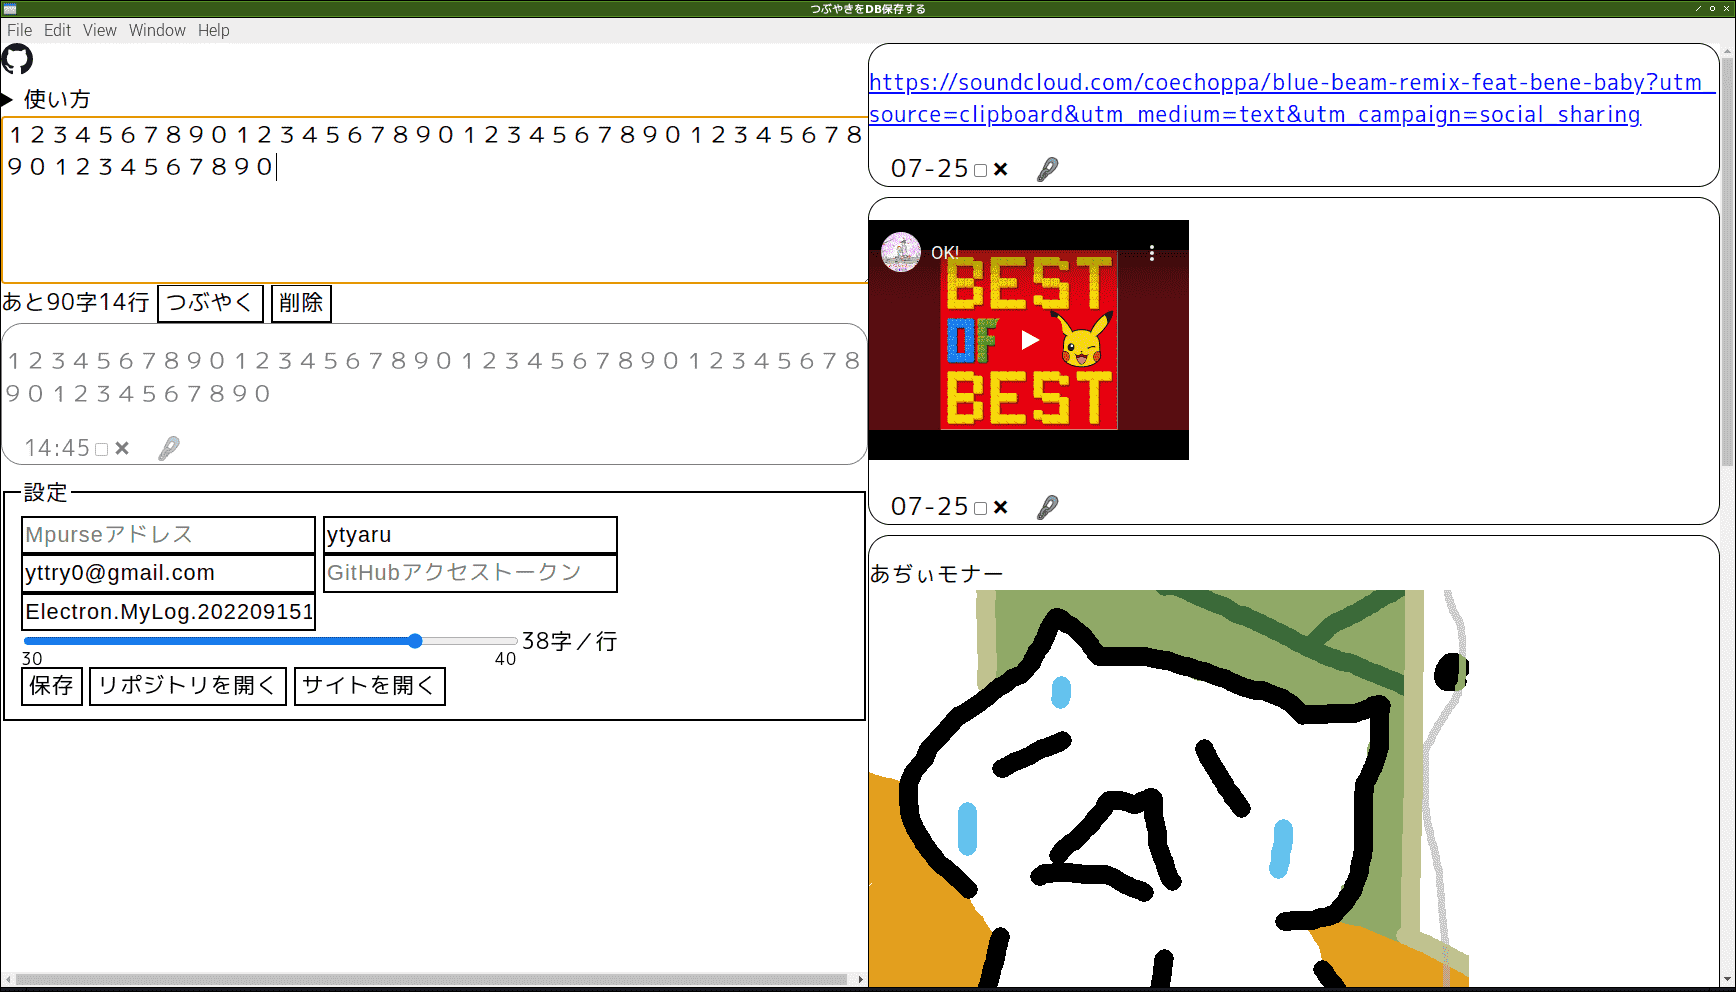 つぶやきをDB保存する
File Edit View Window Help
使い方
12345678901234567890123456789012345678
901234567890
あと90字14行 つぶやく 削除
12345678901234567890123456789012345678
901234567890
14:45
設定
Mpurseアドレス ytyaru
yttry0@gmail.com GitHubアクセストークン
Electron.MyLog.202209151
38字／行
30 40
保存 リポジトリを開く サイトを開く
https://soundcloud.com/coechoppa/blue-beam-remix-feat-bene-baby?utm_
source=clipboard&utm_medium=text&utm_campaign=social_sharing
07-25
OK!
BEST
OF
BEST
07-25
あぢぃモナー